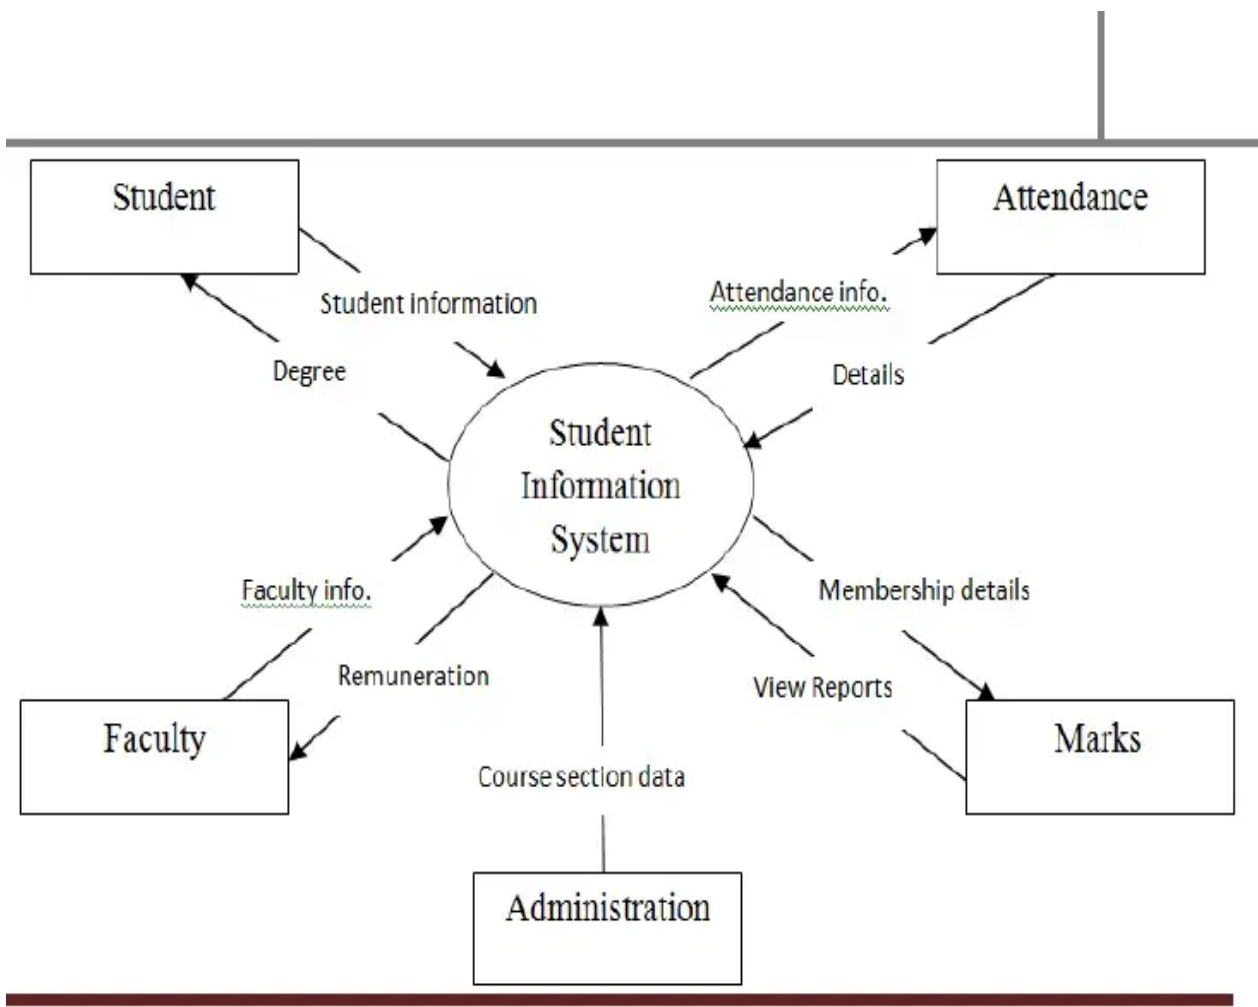 Student
Attendance
Student information
Attendance info.
Degree
Details
Student
Information
System
Faculty info.
Membership details
Remuneration
View Reports
Faculty
Marks
Course section data
Administration